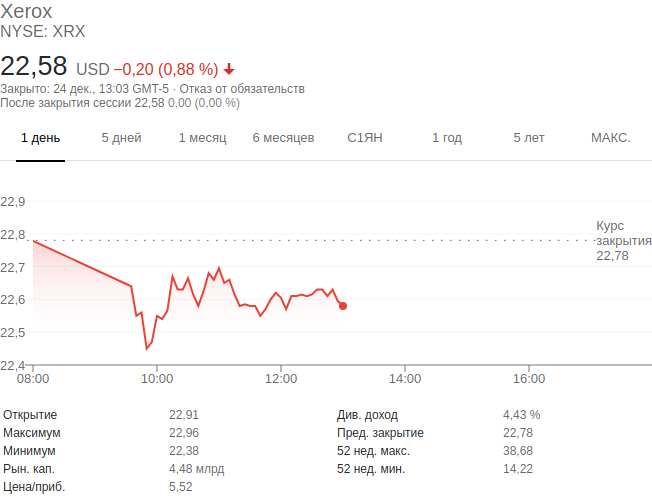 Xerox
NYSE: XRX
22,58 USD −0,20 (0,88 %)
Закрыто: 24 дек., 13:03 GMT-5 · Отказ от обязательств
После закрытия сессии 22,58 0,00 (0,00 %)
1 день 5 дней 1 месяц 6 месяцев С1ЯН 1 год 5 лет МАКС.
22,9
22,8
22,7
22,6
22,5
22,4
Курс
закрытия
22,78
08:00 10:00 12:00 14:00 16:00
Открытие 22,91 Див. доход 4,43 %
Максимум 22,96 Пред. закрытие 22,78
Минимум 22,38 52 нед. макс. 38,68
Рын. кап. 4,48 млрд 52 нед. мин. 14,22
Цена/приб. 5,52